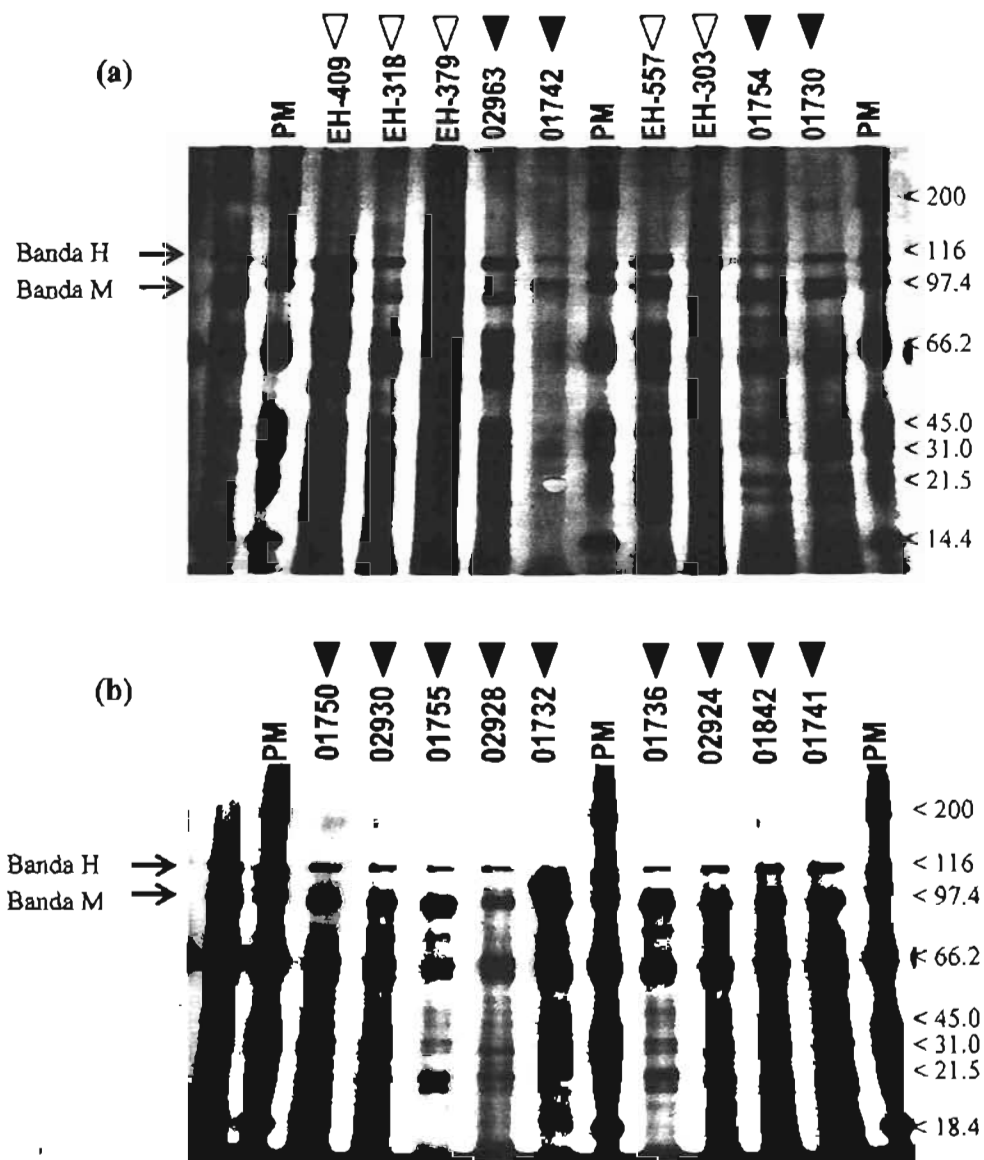 (a)
PM
EH-409
EH-318
EH-379
02963
01742
PM
EH-557
EH-303
01754
01730
PM
< 200
Banda H
< 116
Banda M
< 97.4
< 66.2
< 45.0
< 31.0
< 21.5
< 14.4
(b)
PM
01750
02930
01755
02928
01732
PM
01736
02924
01842
01741
PM
< 200
Banda H
< 116
Banda M
< 97.4
< 66.2
< 45.0
< 31.0
< 21.5
< 18.4